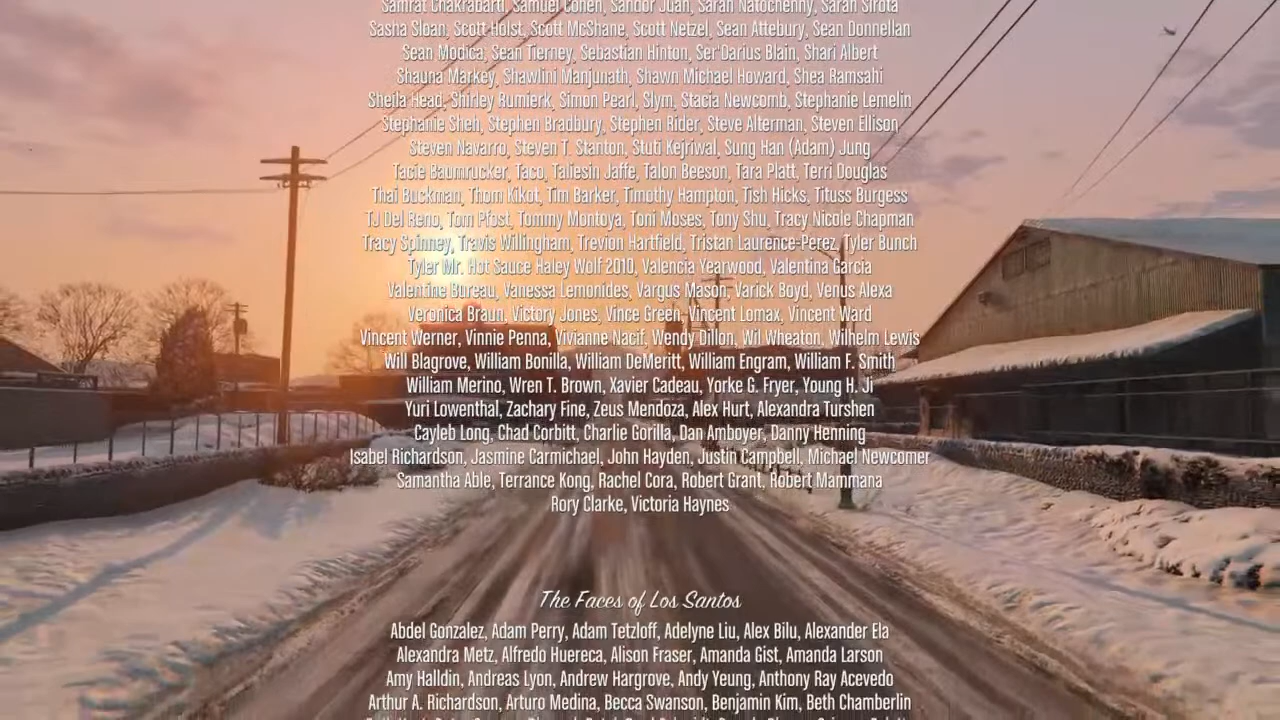 Samrat Chakrabarti, Samuel Cohen, Sandor Juan, Sarah Natochenny, Sarah Sirota
Sasha Sloan, Scott Holst, Scott McShane, Scott Netzel, Sean Attebury, Sean Donnellan
Sean Modica, Sean Tierney, Sebastian Hinton, Ser'Darius Blain, Shari Albert
Shauna Markey, Shawlini Manjunath, Shawn Michael Howard, Shea Ramsahi
Sheila Head, Shirley Rumierk, Simon Pearl, Slym, Stacia Newcomb, Stephanie Lemelin
Stephanie Sheh, Stephen Bradbury, Stephen Rider, Steve Alterman, Steven Ellison
Steven Navarro, Steven T. Stanton, Stuti Kejriwal, Sung Han (Adam) Jung
Tacie Baumrucker, Taco, Taliesin Jaffe, Talon Beeson, Tara Platt, Terri Douglas
Thai Buckman, Thom Kikot, Tim Barker, Timothy Hampton, Tish Hicks, Tituss Burgess
TJ Del Reno, Tom Pfost, Tommy Montoya, Toni Moses, Tony Shu, Tracy Nicole Chapman
Tracy Spinney, Travis Willingham, Trevion Hartfield, Tristan Laurence-Perez, Tyler Bunch
Tyler Mr. Hot Sauce Haley Wolf 2010, Valencia Yearwood, Valentina Garcia
Valentine Bureau, Vanessa Lemonides, Vargus Mason, Varick Boyd, Venus Alexa
Veronica Braun, Victory Jones, Vince Green, Vincent Lomax, Vincent Ward
Vincent Werner, Vinnie Penna, Vivianne Nacif, Wendy Dillon, Wil Wheaton, Wilhelm Lewis
Will Blagrove, William Bonilla, William DeMeritt, William Engram, William F. Smith
William Merino, Wren T. Brown, Xavier Cadeau, Yorke G. Fryer, Young H. Ji
Yuri Lowenthal, Zachary Fine, Zeus Mendoza, Alex Hurt, Alexandra Turshen
Cayleb Long, Chad Corbitt, Charlie Gorilla, Dan Amboyer, Danny Henning
Isabel Richardson, Jasmine Carmichael, John Hayden, Justin Campbell, Michael Newcomer
Samantha Able, Terrance Kong, Rachel Cora, Robert Grant, Robert Mammana
Rory Clarke, Victoria Haynes
The Faces of Los Santos
Abdel Gonzalez, Adam Perry, Adam Tetzloff, Adelyne Liu, Alex Bilu, Alexander Ela
Alexandra Metz, Alfredo Huereca, Alison Fraser, Amanda Gist, Amanda Larson
Amy Halldin, Andreas Lyon, Andrew Hargrove, Andy Yeung, Anthony Ray Acevedo
Arthur A. Richardson, Arturo Medina, Becca Swanson, Benjamin Kim, Beth Chamberlin